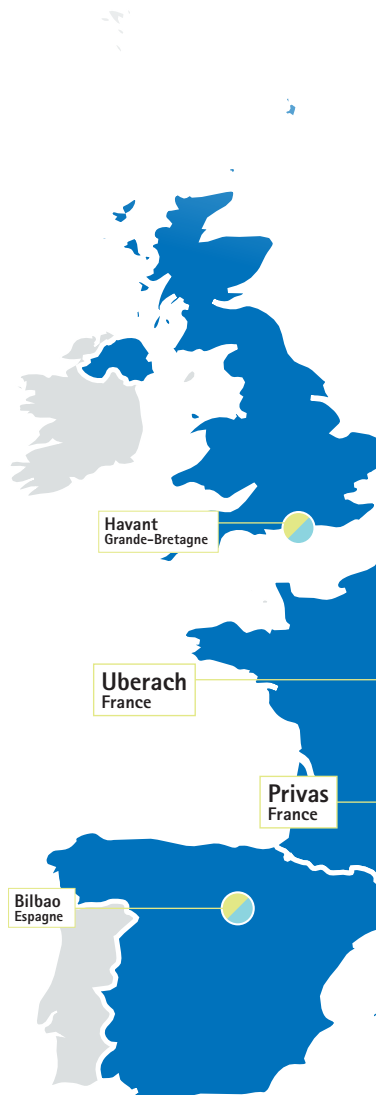 Havant
Grande-Bretagne
Uberach
France
Privas
France
Bilbao
Espagne